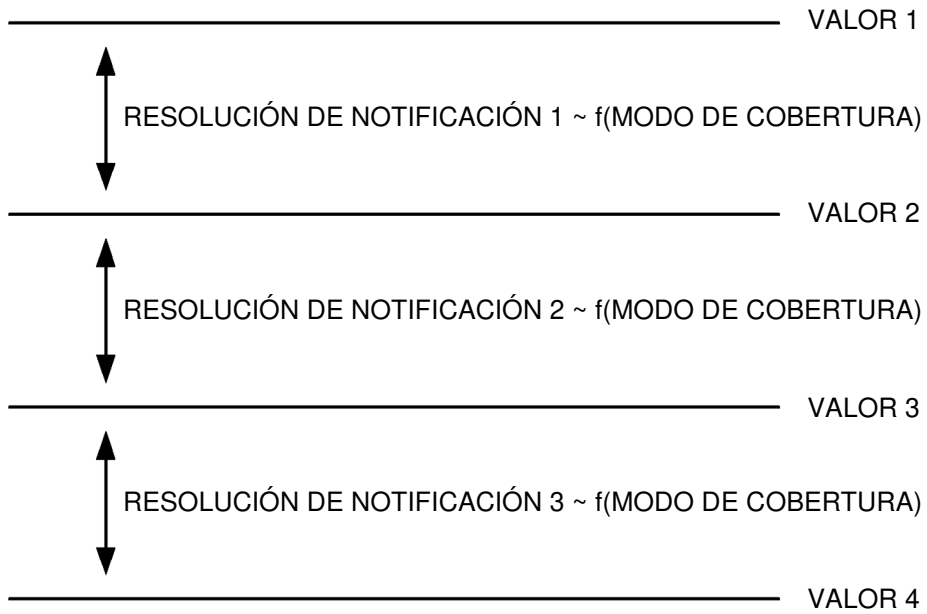 VALOR 1
RESOLUCIÓN DE NOTIFICACIÓN 1 ~ f(MODO DE COBERTURA)
VALOR 2
RESOLUCIÓN DE NOTIFICACIÓN 2 ~ f(MODO DE COBERTURA)
VALOR 3
RESOLUCIÓN DE NOTIFICACIÓN 3 ~ f(MODO DE COBERTURA)
VALOR 4